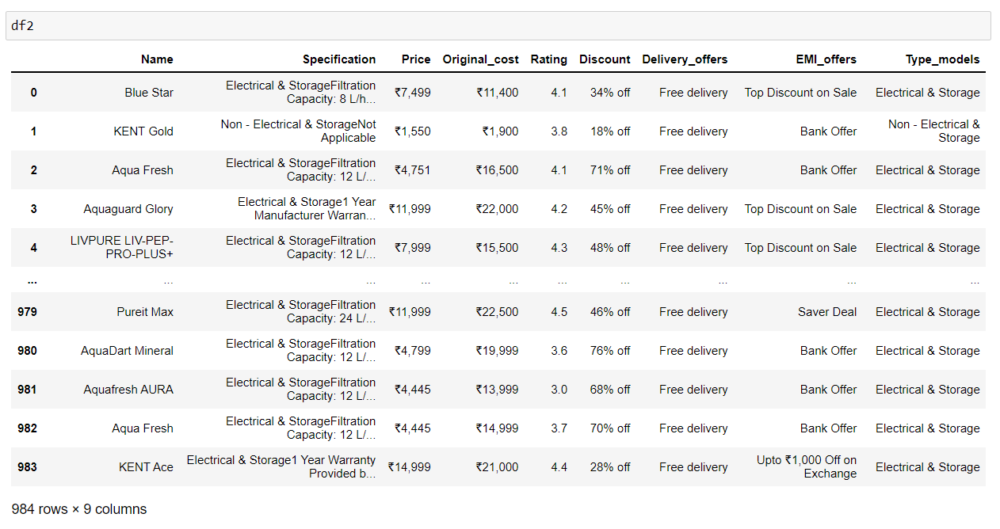 df2
Name Specification Price Original_cost Rating Discount Delivery_offers EMI_offers Type_models
0 Blue Star Electrical & StorageFiltration Capacity: 8 L/h... ₹7,499 ₹11,400 4.1 34% off Free delivery Top Discount on Sale Electrical & Storage
1 KENT Gold Non - Electrical & StorageNot Applicable ₹1,550 ₹1,900 3.8 18% off Free delivery Bank Offer Non - Electrical & Storage
2 Aqua Fresh Electrical & StorageFiltration Capacity: 12 L/... ₹4,751 ₹16,500 4.1 71% off Free delivery Bank Offer Electrical & Storage
3 Aquaguard Glory Electrical & Storage1 Year Manufacturer Warran... ₹11,999 ₹22,000 4.2 45% off Free delivery Top Discount on Sale Electrical & Storage
4 LIVPURE LIV-PEP-PRO-PLUS+ Electrical & StorageFiltration Capacity: 12 L/... ₹7,999 ₹15,500 4.3 48% off Free delivery Top Discount on Sale Electrical & Storage
... ... ... ... ... ... ... ... ... ...
979 Pureit Max Electrical & StorageFiltration Capacity: 24 L/... ₹11,999 ₹22,500 4.5 46% off Free delivery Saver Deal Electrical & Storage
980 AquaDart Mineral Electrical & StorageFiltration Capacity: 12 L/... ₹4,799 ₹19,999 3.6 76% off Free delivery Bank Offer Electrical & Storage
981 Aquafresh AURA Electrical & StorageFiltration Capacity: 12 L/... ₹4,445 ₹13,999 3.0 68% off Free delivery Bank Offer Electrical & Storage
982 Aqua Fresh Electrical & StorageFiltration Capacity: 12 L/... ₹4,445 ₹14,999 3.7 70% off Free delivery Bank Offer Electrical & Storage
983 KENT Ace Electrical & Storage1 Year Warranty Provided b... ₹14,999 ₹21,000 4.4 28% off Free delivery Upto ₹1,000 Off on Exchange Electrical & Storage
984 rows × 9 columns